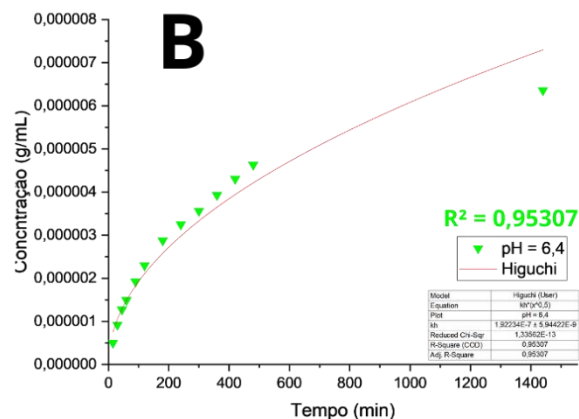 B
0,000008
0,000007
0,000006
0,000005
0,000004
0,000003
0,000002
0,000001
0,000000
Concntraçao (g/mL)
0
200
400
600
800
1000
1200
1400
Tempo (min)
R² = 0,95307
pH = 6,4
Higuchi
Model Higuchi (User)
Equation kh*(x^0,5)
Plot pH = 6,4
kh 1,92234E-7 ± 5,94422E-9
Reduced Chi-Sqr 1,33562E-13
R-Square (COD) 0,95307
Adj. R-Square 0,95307